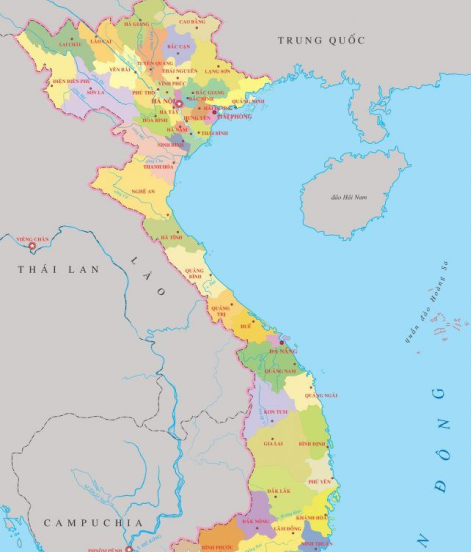 HÀ GIANG
CAO BẰNG
LAI CHÂU
LÀO CAI
TRUNG QUỐC
BẮC CẠN
TUYÊN QUANG
YÊN BÁI
THÁI NGUYÊN
LẠNG SƠN
ĐIỆN BIÊN PHỦ
SƠN LA
VĨNH PHÚC
PHÚ THỌ
BẮC GIANG
BẮC NINH
QUẢNG NINH
HÀ NỘI
HÀ TÂY
HƯNG YÊN
HẢI PHÒNG
HÒA BÌNH
HÀ NAM
THÁI BÌNH
NINH BÌNH
THANH HÓA
NGHỆ AN
đảo Hải Nam
HÀ TĨNH
VIÊNG CHĂN
THÁI LAN
LÀO
QUẢNG
BÌNH
Quần đảo Hoàng Sa
QUẢNG
TRỊ
HUẾ
ĐÀ NẴNG
QUẢNG NAM
QUẢNG NGÃI
KON TUM
GIA LAI
BÌNH ĐỊNH
ĐÔNG
PHÚ YÊN
ĐĂK LĂK
CAMPUCHIA
ĐĂK NÔNG
KHÁNH HÒA
LÂM ĐỒNG
BÌNH PHƯỚC
NINH THUẬN
PHNÔM PÊNH